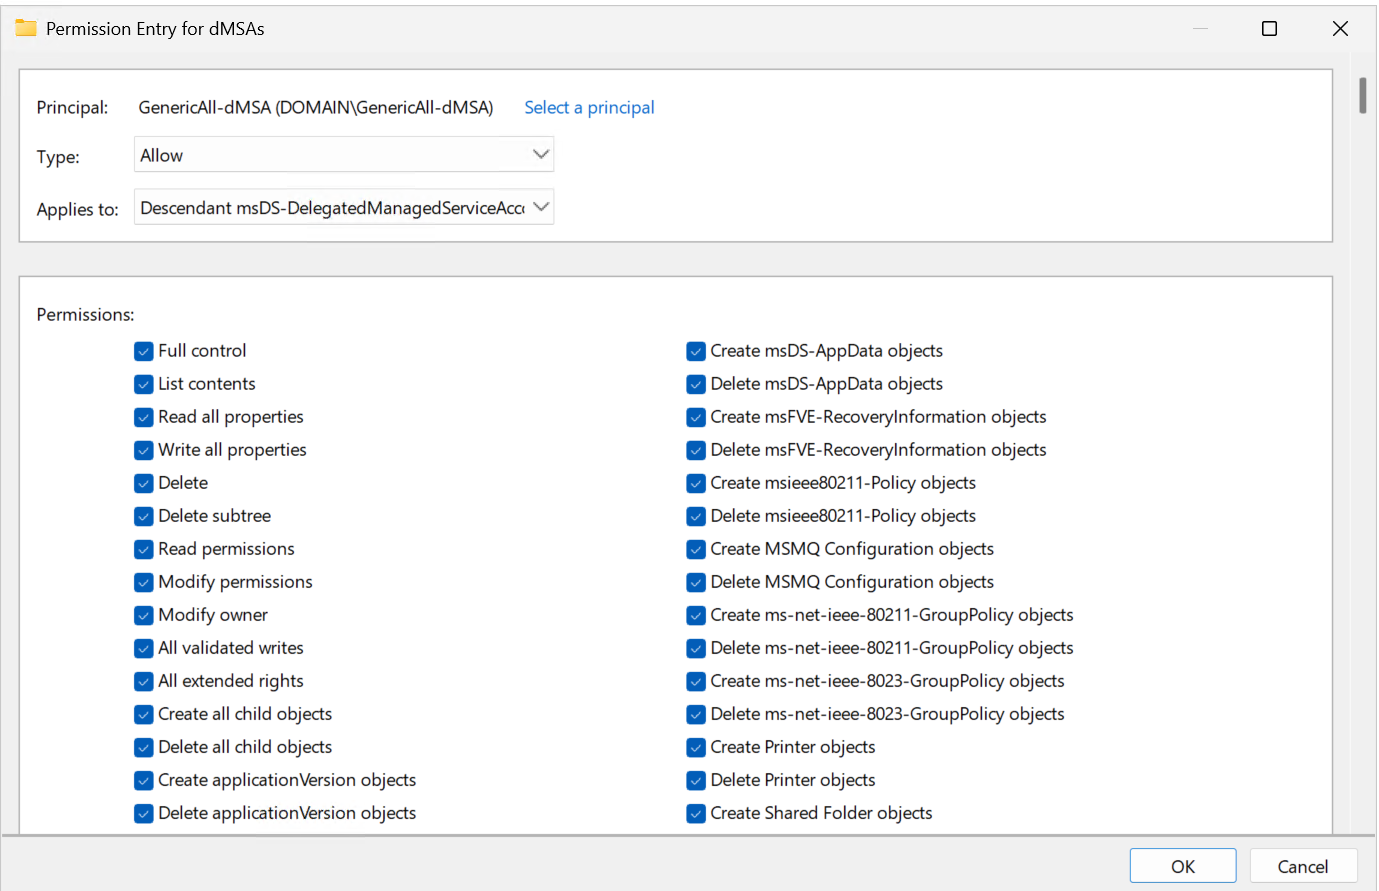 Permission Entry for dMSAs
Principal: GenericAll-dMSA (DOMAIN\GenericAll-dMSA) Select a principal
Type: Allow
Applies to: Descendant msDS-DelegatedManagedServiceAcc
Permissions:
Full control
List contents
Read all properties
Write all properties
Delete
Delete subtree
Read permissions
Modify permissions
Modify owner
All validated writes
All extended rights
Create all child objects
Delete all child objects
Create applicationVersion objects
Delete applicationVersion objects
Create msDS-AppData objects
Delete msDS-AppData objects
Create msFVE-RecoveryInformation objects
Delete msFVE-RecoveryInformation objects
Create msieee80211-Policy objects
Delete msieee80211-Policy objects
Create MSMQ Configuration objects
Delete MSMQ Configuration objects
Create ms-net-ieee-80211-GroupPolicy objects
Delete ms-net-ieee-80211-GroupPolicy objects
Create ms-net-ieee-8023-GroupPolicy objects
Delete ms-net-ieee-8023-GroupPolicy objects
Create Printer objects
Delete Printer objects
Create Shared Folder objects
OK Cancel